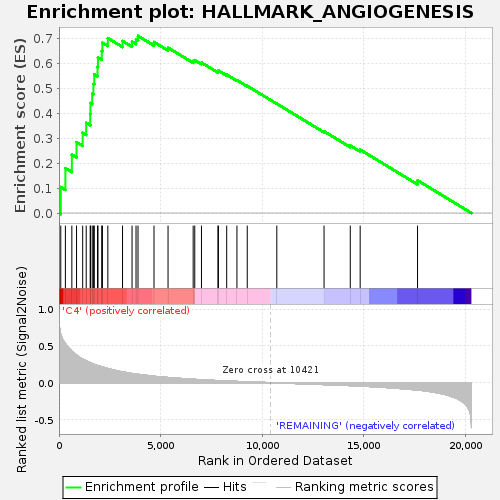 Enrichment plot: HALLMARK_ANGIOGENESIS
Enrichment score (ES)
0.7
0.6
0.5
0.4
0.3
0.2
0.1
0.0
Ranked list metric (Signal2Noise)
1.0
0.5
0.0
-0.5
'C4' (positively correlated)
Zero cross at 10421
'REMAINING' (negatively correlated)
0 5,000 10,000 15,000 20,000
Rank in Ordered Dataset
Enrichment profile Hits Ranking metric scores